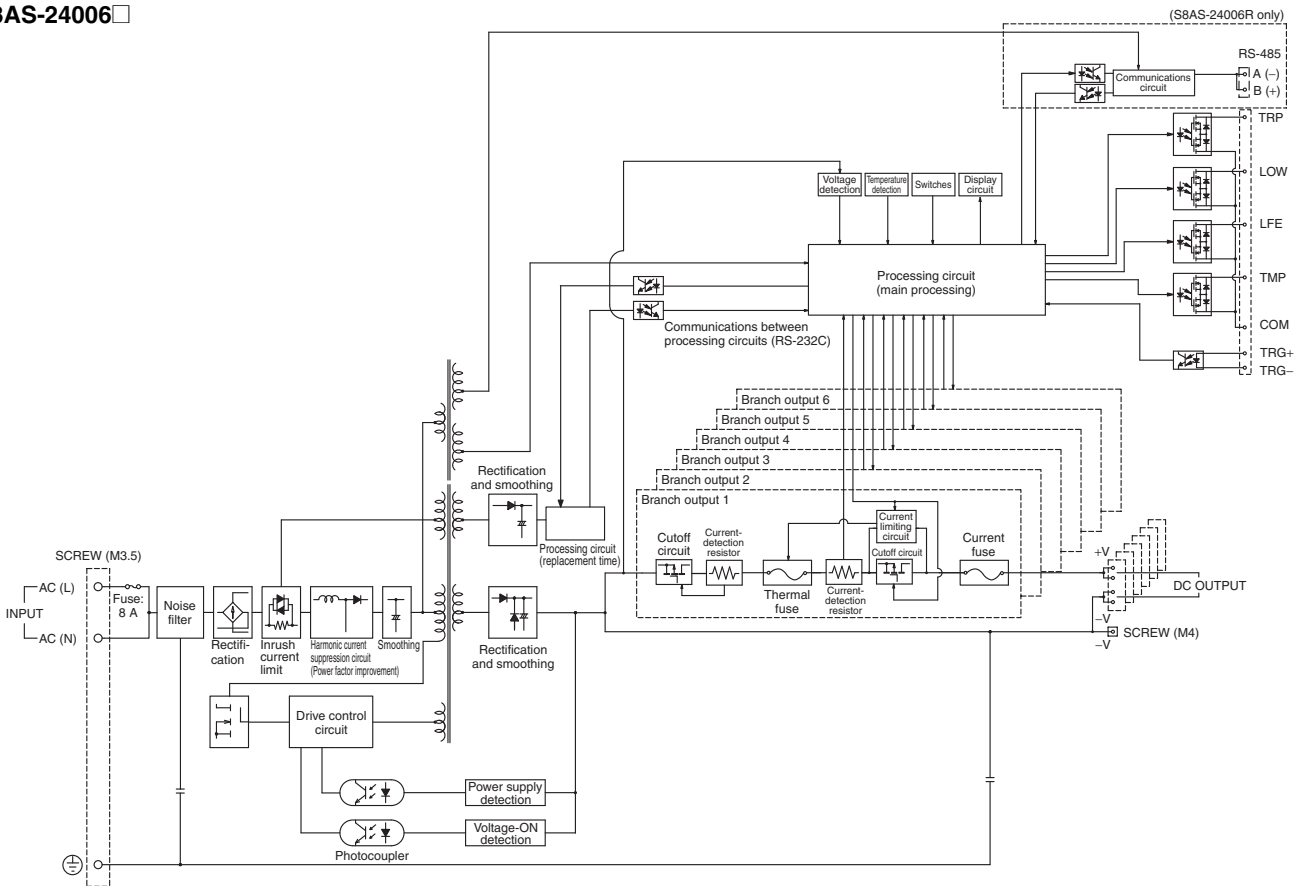 8AS-24006□
(S8AS-24006R only)
RS-485
A (−)
B (+)
Communications
circuit
TRP
LOW
LFE
TMP
COM
TRG+
TRG−
Voltage
detection
Temperature
detection
Switches
Display
circuit
Processing circuit
(main processing)
Communications between
processing circuits (RS-232C)
Branch output 6
Branch output 5
Branch output 4
Branch output 3
Branch output 2
Branch output 1
Rectification
and smoothing
Processing circuit
(replacement time)
Cutoff
circuit
Current-
detection
resistor
Thermal
fuse
Current
limiting
circuit
Cutoff circuit
Current-
detection
resistor
Current
fuse
+V
DC OUTPUT
−V
−V
SCREW (M4)
SCREW (M3.5)
INPUT
AC (L)
AC (N)
Fuse:
8 A
Noise
filter
Rectifi-
cation
Inrush
current
limit
Harmonic current
suppression circuit
(Power factor improvement)
Smoothing
Rectification
and smoothing
Drive control
circuit
Power supply
detection
Voltage-ON
detection
Photocoupler